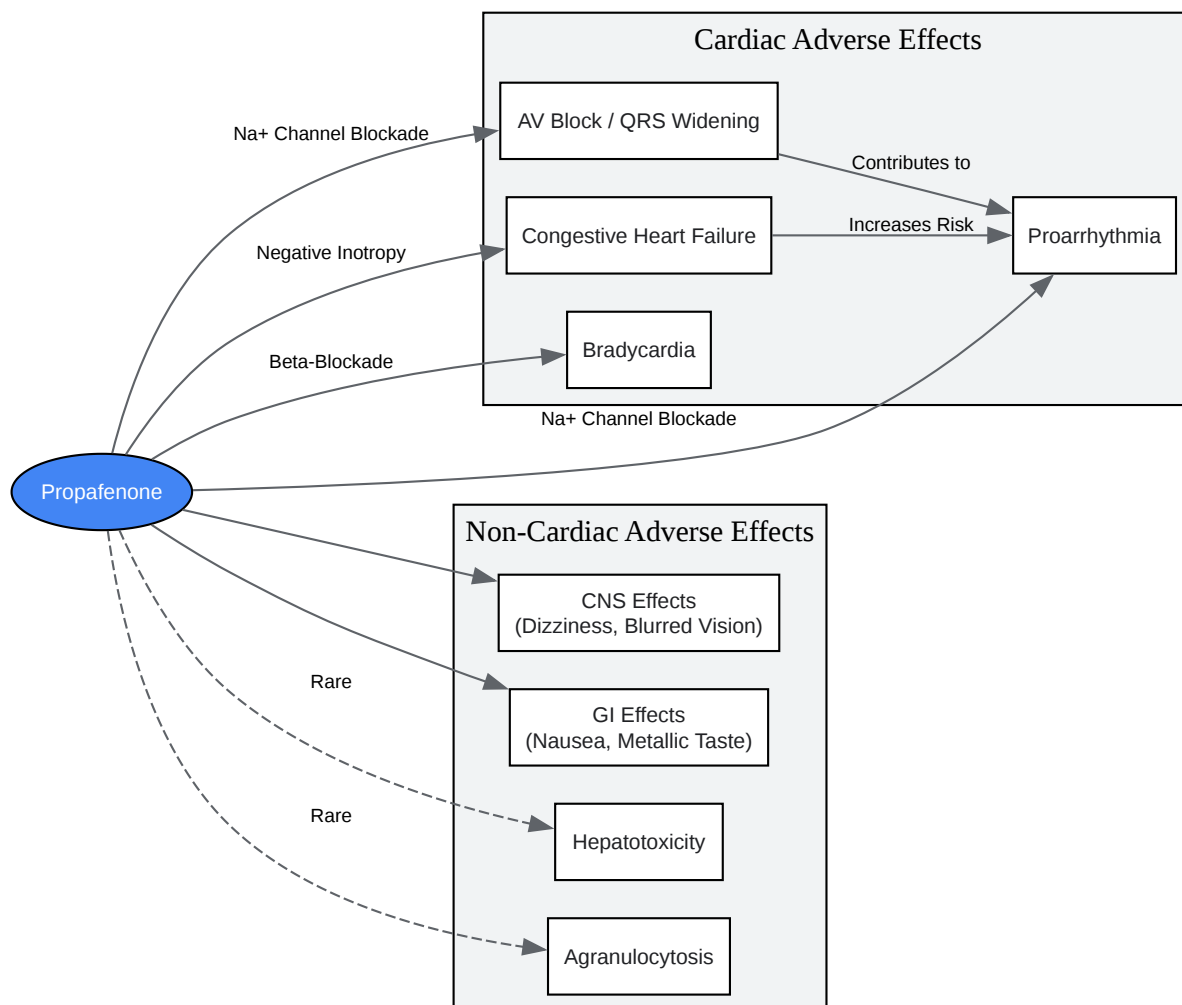 Cardiac Adverse Effects
Na+ Channel Blockade
AV Block / QRS Widening
Contributes to
Negative Inotropy
Congestive Heart Failure
Increases Risk
Proarrhythmia
Beta-Blockade
Bradycardia
Na+ Channel Blockade
Propafenone
Non-Cardiac Adverse Effects
CNS Effects
(Dizziness, Blurred Vision)
Rare
GI Effects
(Nausea, Metallic Taste)
Rare
Hepatotoxicity
Agranulocytosis